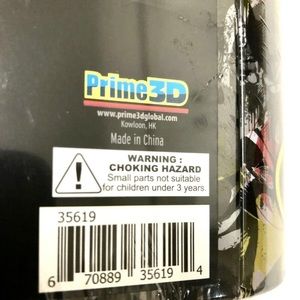 Prime3D
www.prime3dglobal.com
Kowloon, HK
Made in China
WARNING :
CHOKING HAZARD
Small parts not suitable
for children under 3 years.
35619
6 70889 35619 4